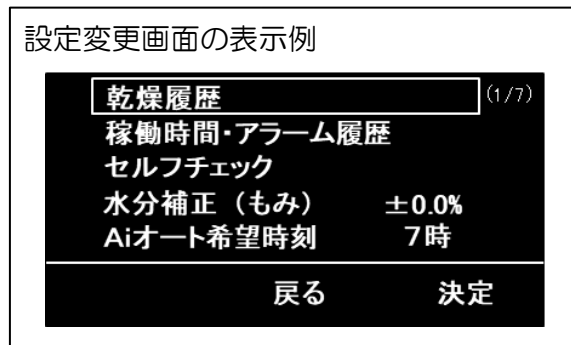 設定変更画面の表示例
乾燥履歴 (1/7)
稼働時間・アラーム履歴
セルフチェック
水分補正（もみ） ±0.0%
Aiオート希望時刻 7時
戻る 決定